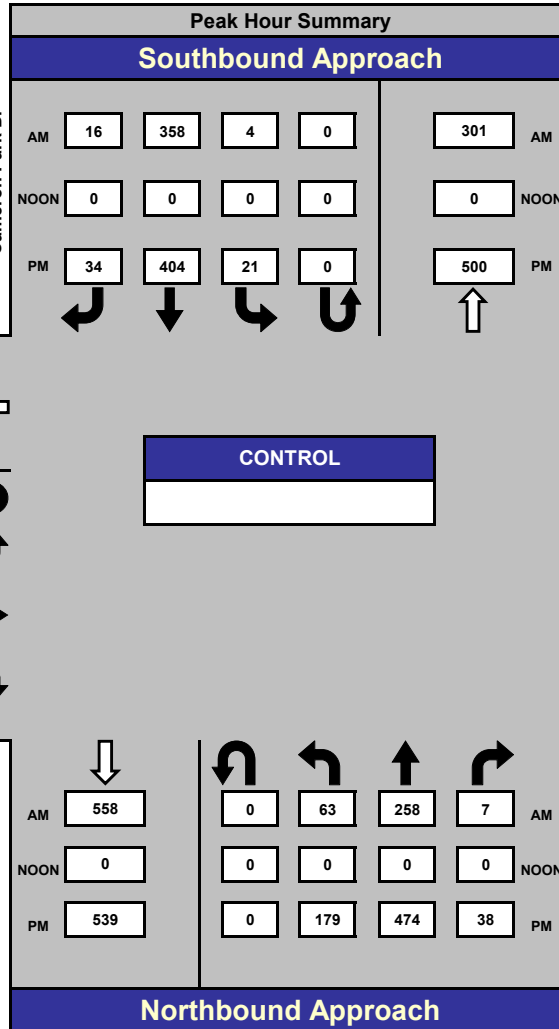 Peak Hour Summary
Southbound Approach
AM 16 358 4 0 301 AM
NOON 0 0 0 0 0 NOON
PM 34 404 21 0 500 PM
CONTROL
AM 558 0 63 258 7 AM
NOON 0 0 0 0 0 NOON
PM 539 0 179 474 38 PM
Northbound Approach